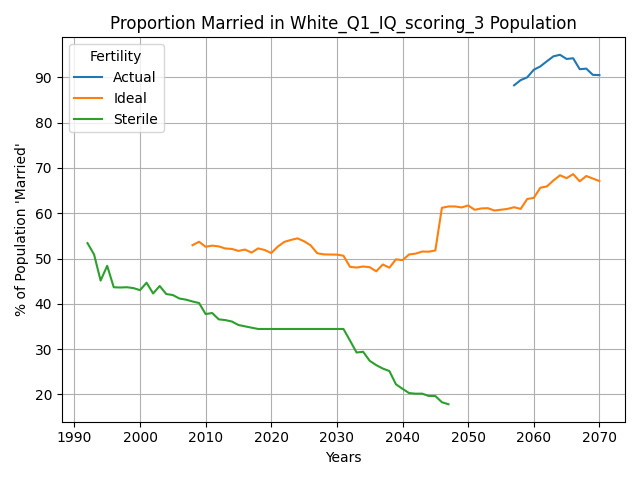 Proportion Married in White_Q1_IQ_scoring_3 Population
Fertility
Actual
Ideal
Sterile
% of Population 'Married'
90
80
70
60
50
40
30
20
1990 2000 2010 2020 2030 2040 2050 2060 2070
Years